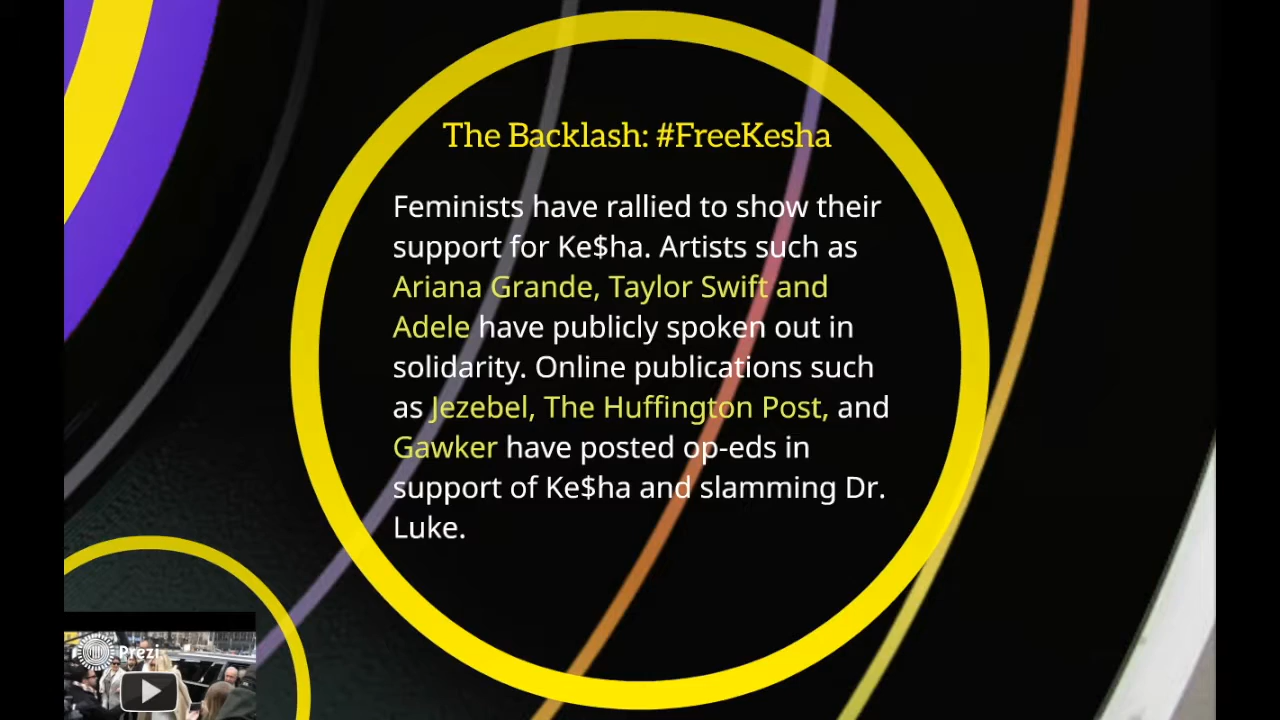 The Backlash: #FreeKesha
Feminists have rallied to show their
support for Ke$ha. Artists such as
Ariana Grande, Taylor Swift and
Adele have publicly spoken out in
solidarity. Online publications such
as Jezebel, The Huffington Post, and
Gawker have posted op-eds in
support of Ke$ha and slamming Dr.
Luke.
Prezi